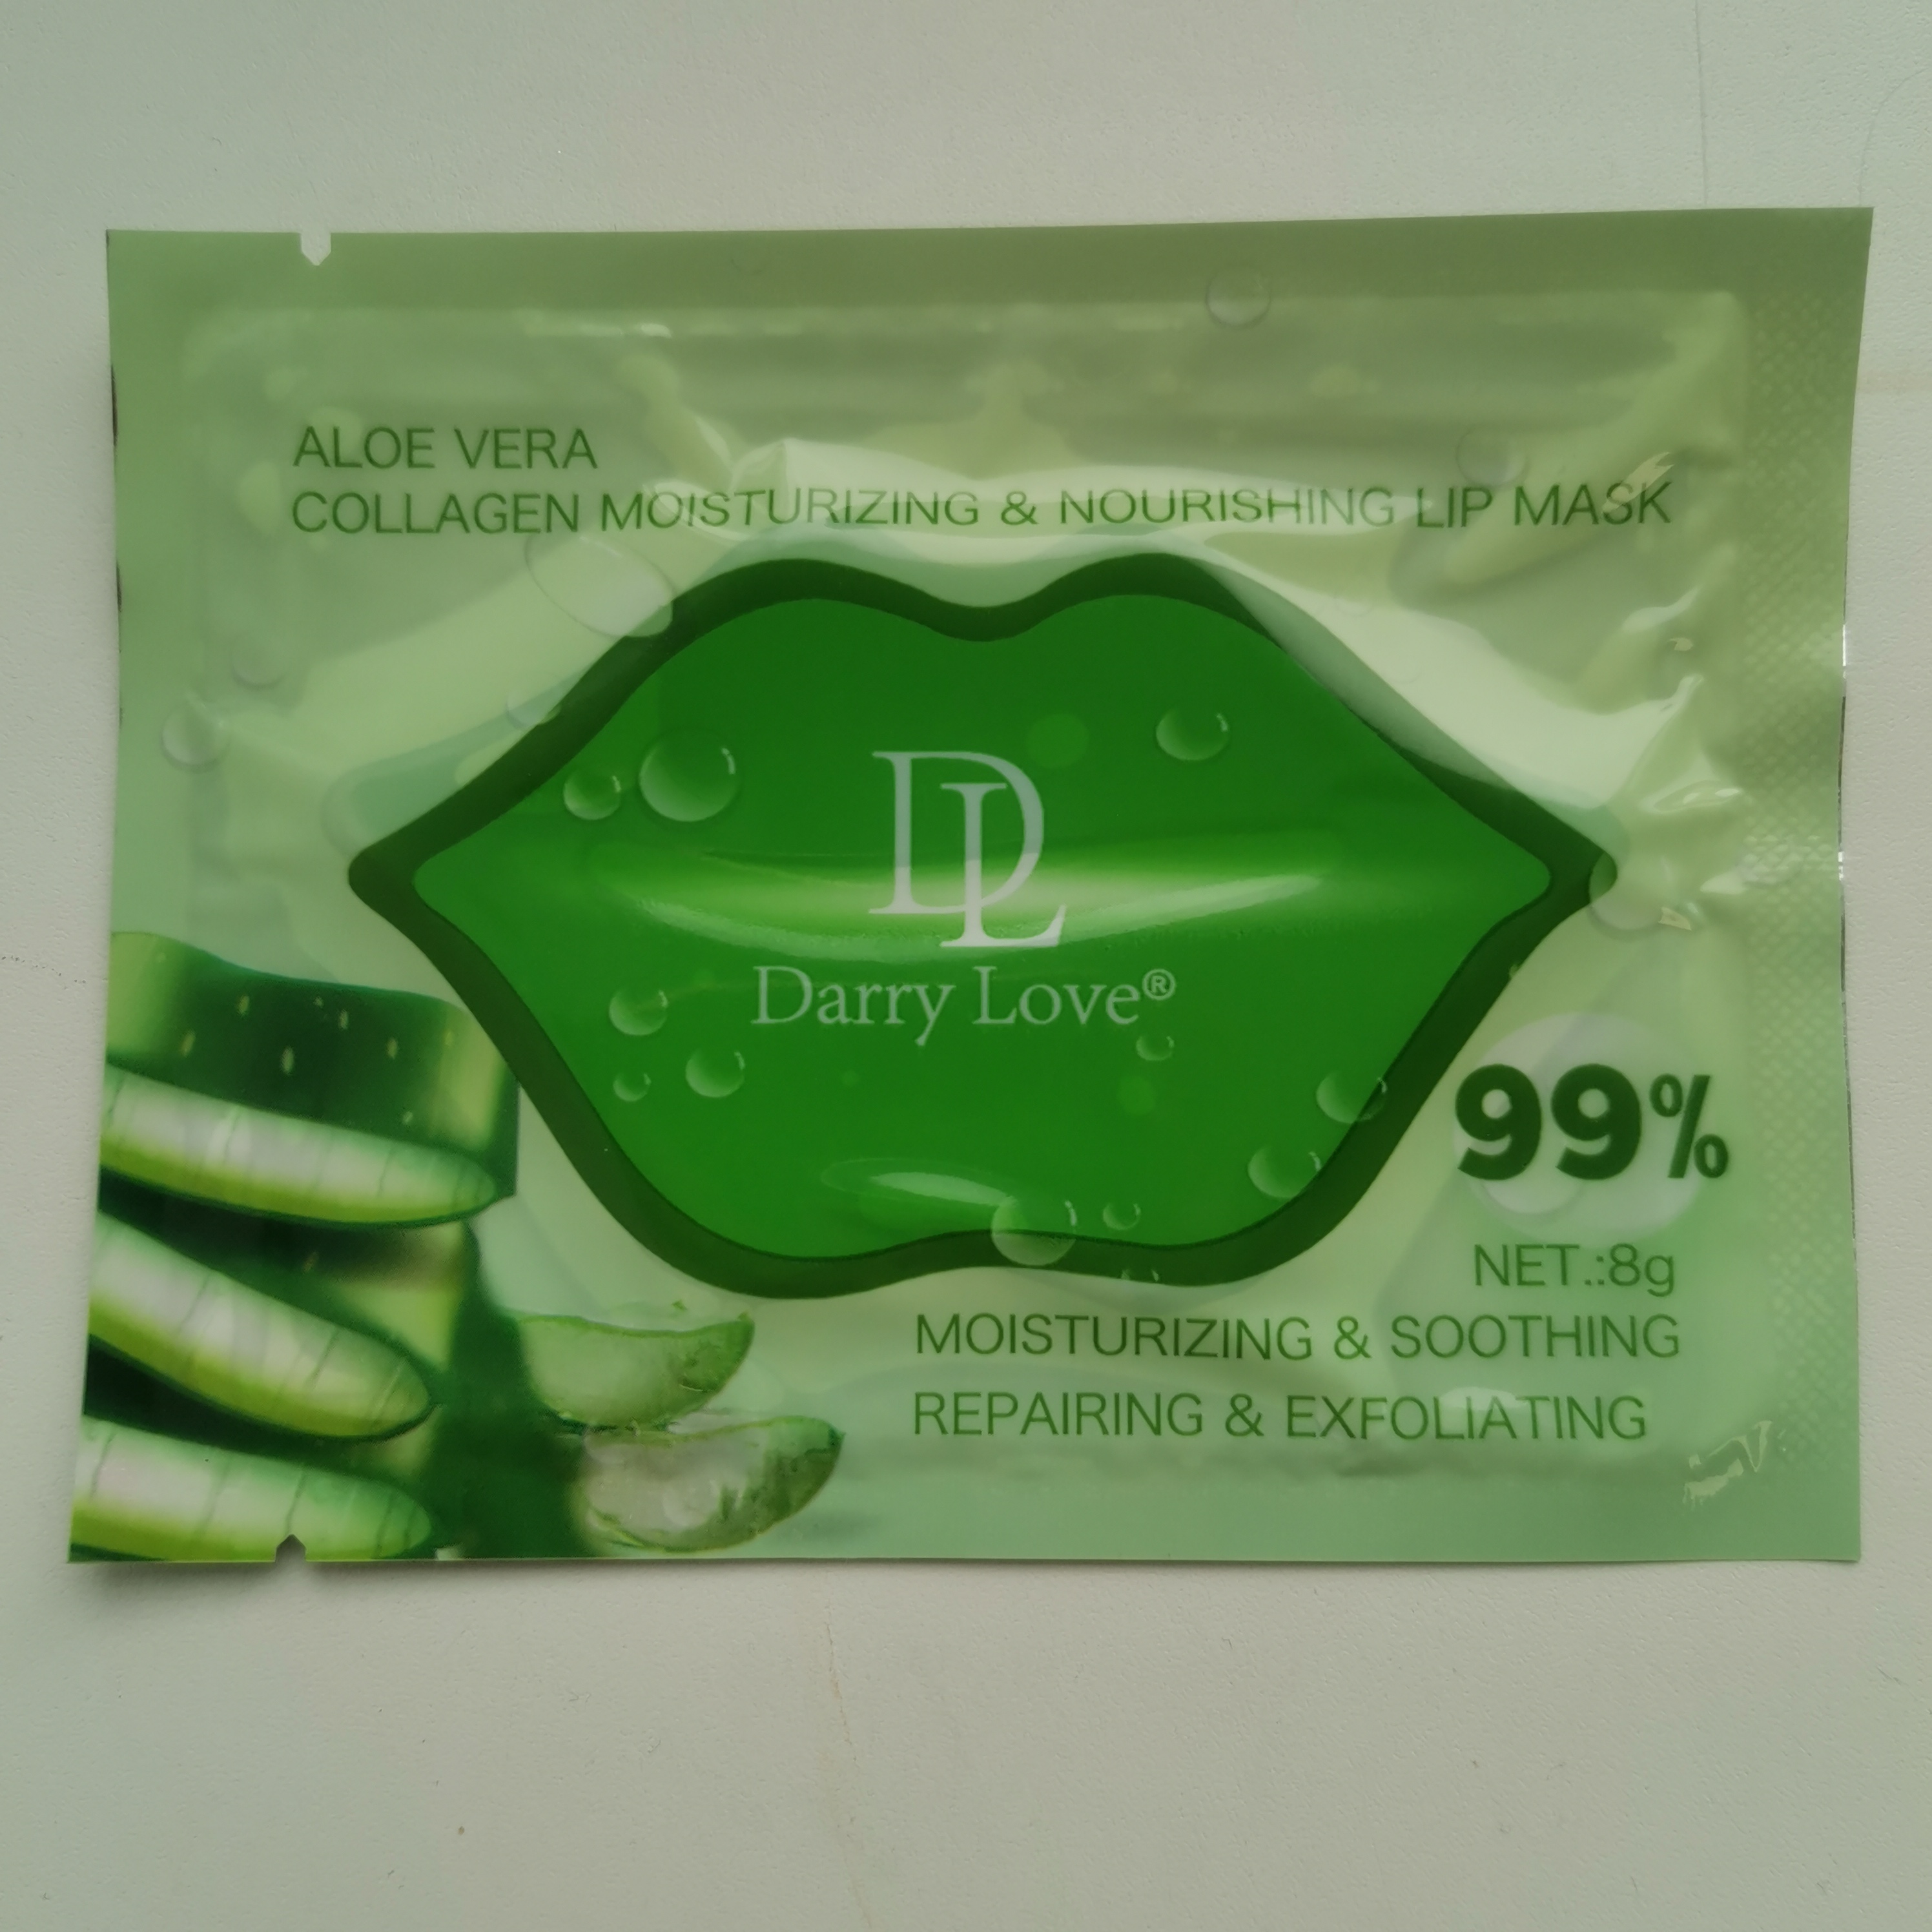 ALOE VERA
COLLAGEN MOISTURIZING & NOURISHING LIP MASK
DL
Darry Love®
99%
NET.:8g
MOISTURIZING & SOOTHING
REPAIRING & EXFOLIATING